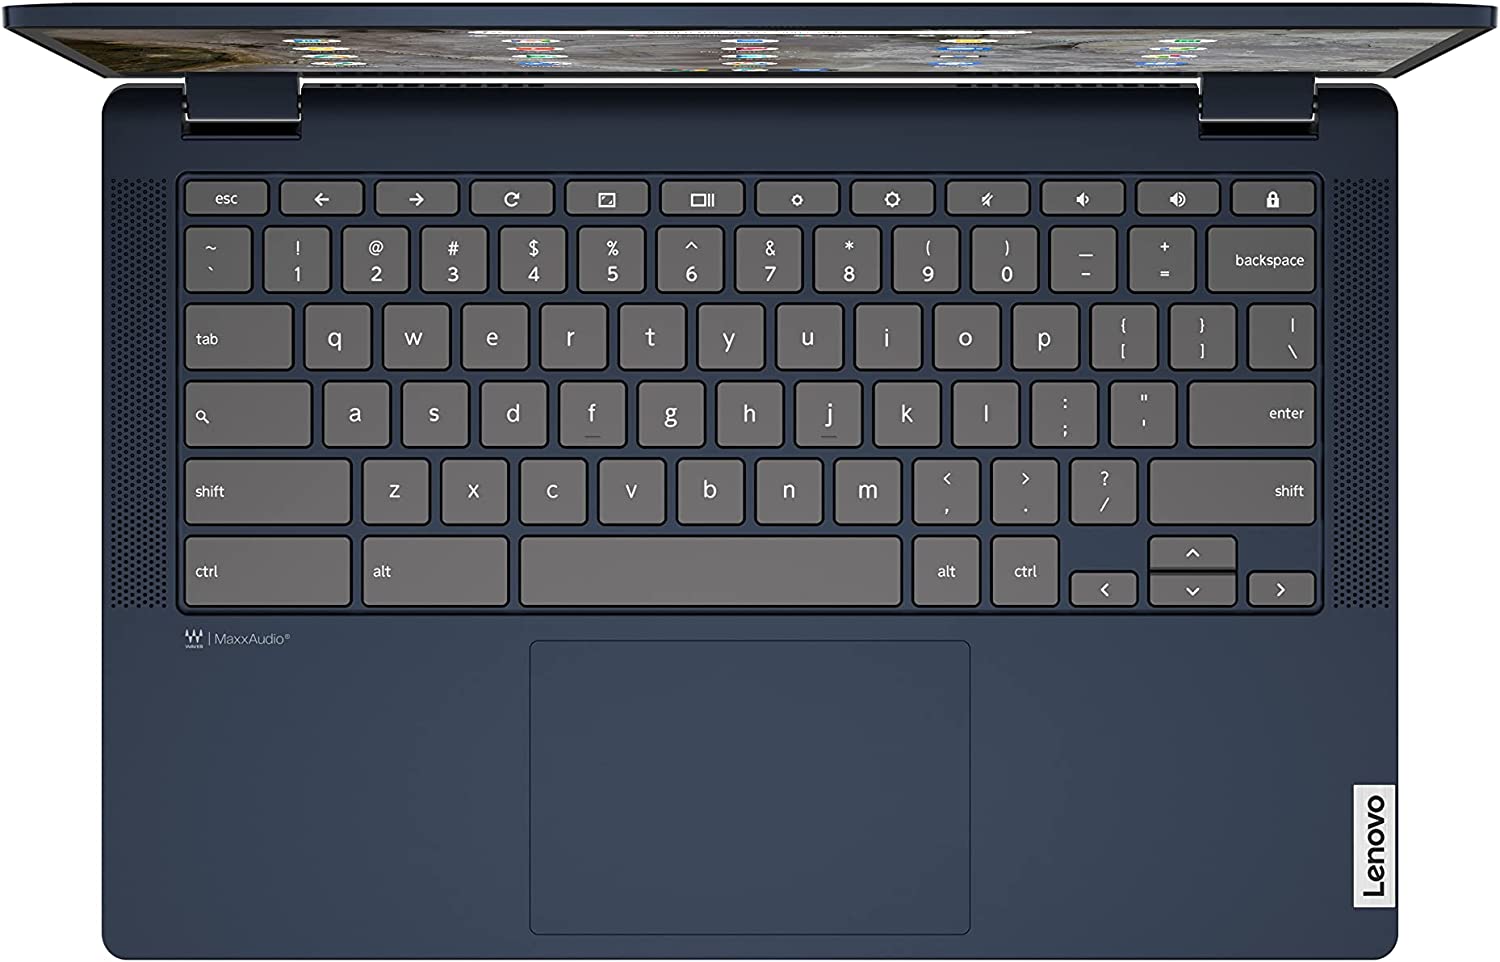 esc
~ ! @ # $ % ^ & * ( ) _ +
` 1 2 3 4 5 6 7 8 9 0 - = backspace
tab q w e r t y u i o p { } |
[ ] \
a s d f g h j k l : " enter
; '
shift z x c v b n m < > ? shift
, . /
ctrl alt alt ctrl
WAVES | MaxxAudio®
Lenovo